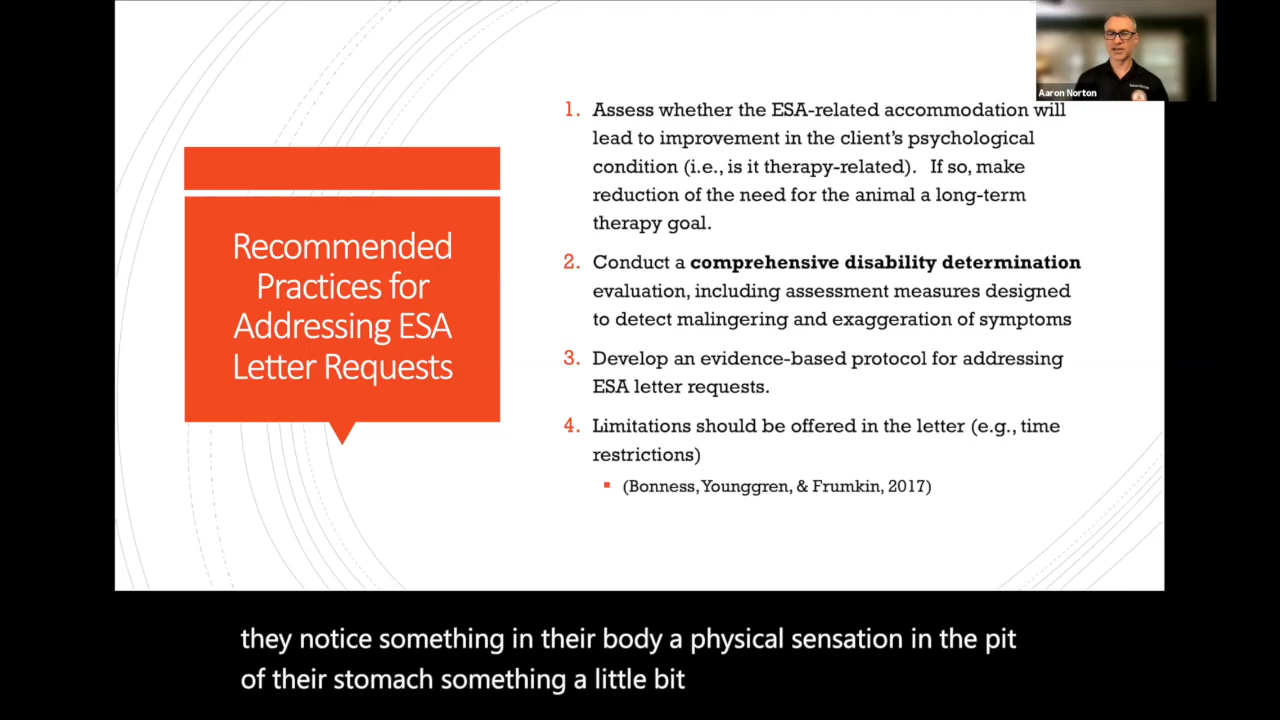 Aaron Norton
Recommended
Practices for
Addressing ESA
Letter Requests
1. Assess whether the ESA-related accommodation will
lead to improvement in the client's psychological
condition (i.e., is it therapy-related). If so, make
reduction of the need for the animal a long-term
therapy goal.
2. Conduct a comprehensive disability determination
evaluation, including assessment measures designed
to detect malingering and exaggeration of symptoms
3. Develop an evidence-based protocol for addressing
ESA letter requests.
4. Limitations should be offered in the letter (e.g., time
restrictions)
▪ (Bonness, Younggren, & Frumkin, 2017)
they notice something in their body a physical sensation in the pit
of their stomach something a little bit